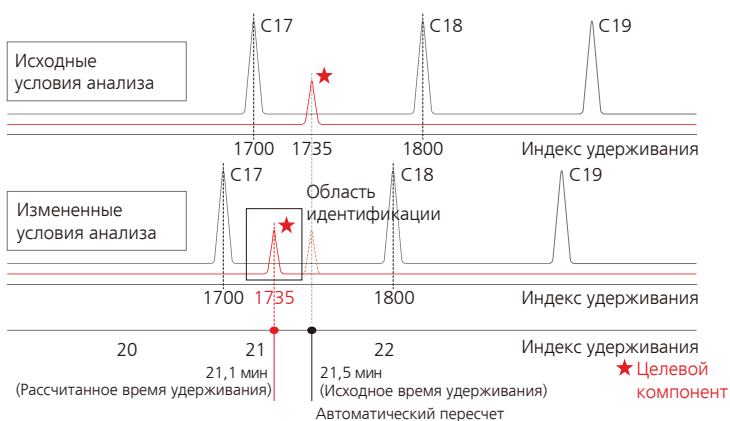 C17
C18
C19
Исходные
условия анализа
1700
1735
1800
Индекс удерживания
C17
C18
C19
Область
идентификации
Измененные
условия анализа
1700
1735
1800
Индекс удерживания
20
21
22
Индекс удерживания
21,1 мин
(Рассчитанное время удерживания)
21,5 мин
(Исходное время удерживания)
Автоматический пересчет
Целевой
компонент